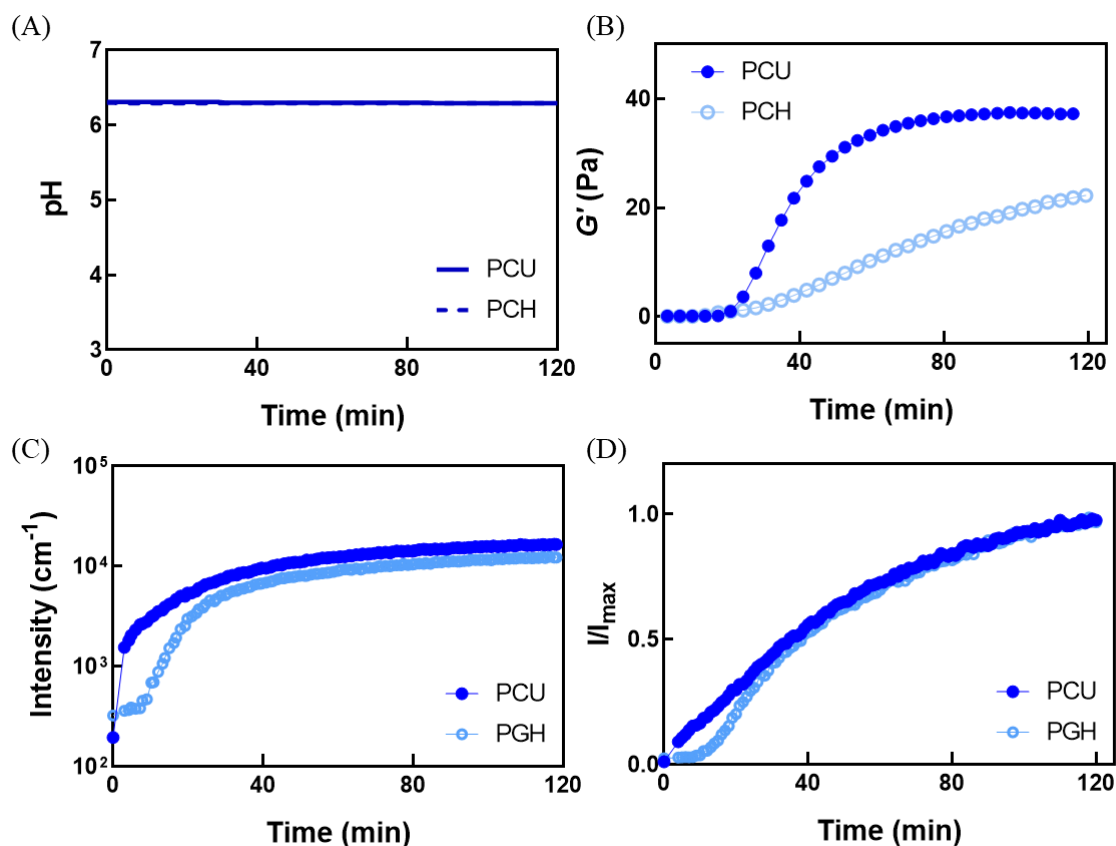 (A)
7
6
5
4
3
pH
PCU
PCH
0 40 80 120
Time (min)
(B)
40
20
0
G' (Pa)
PCU
PCH
0 40 80 120
Time (min)
(C)
10⁵
10⁴
10³
10²
Intensity (cm⁻¹)
PCU
PGH
0 40 80 120
Time (min)
(D)
1.0
0.5
0.0
I/Imax
PCU
PGH
0 40 80 120
Time (min)